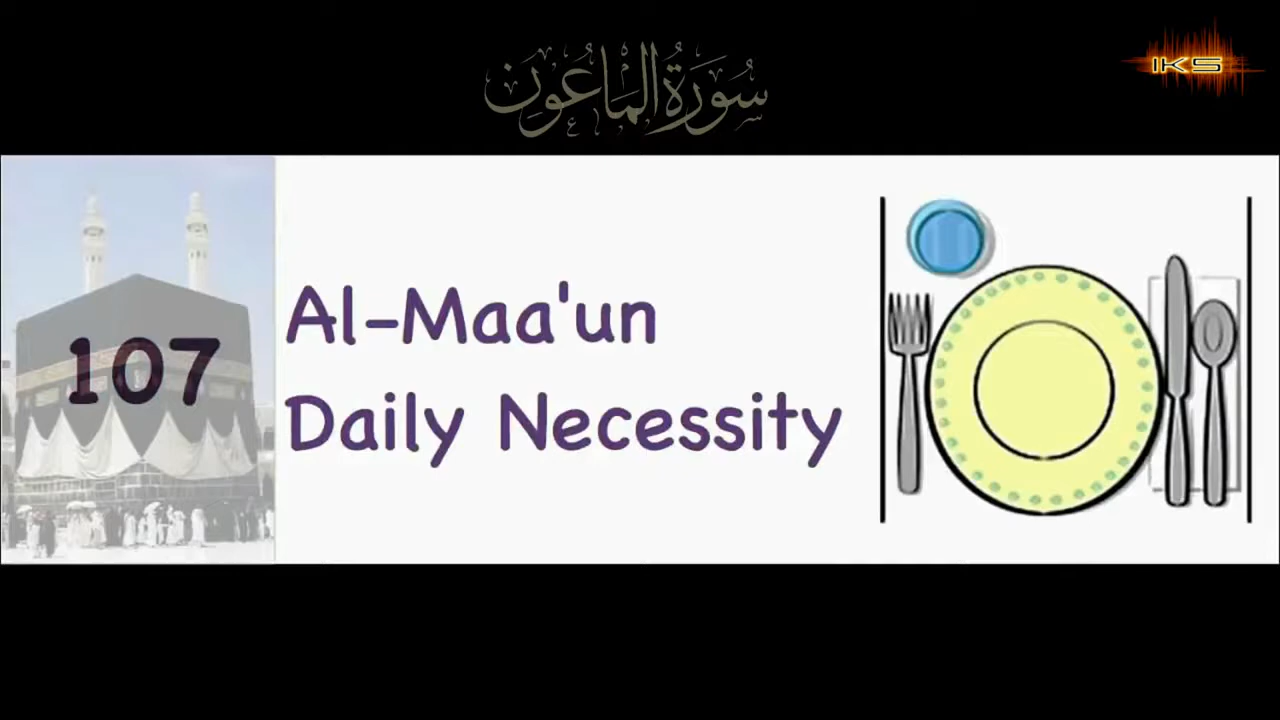 سُورَةُ المَاعُونَ
IKS
107
Al-Maa'un
Daily Necessity